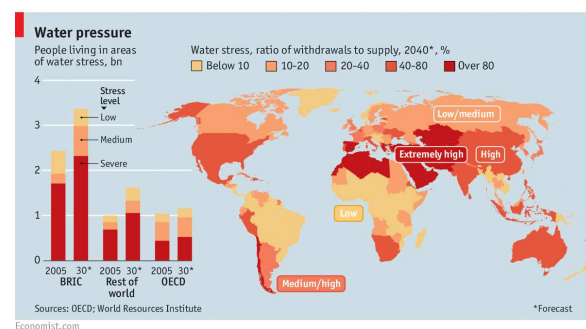 Water pressure
People living in areas
of water stress, bn
Water stress, ratio of withdrawals to supply, 2040*, %
Below 10
10-20
20-40
40-80
Over 80
4
3
2
1
0
Stress
level
Low
Medium
Severe
2005 30*
BRIC
2005 30*
Rest of
world
2005 30*
OECD
Low/medium
Extremely high
High
Low
Medium/high
Sources: OECD; World Resources Institute
*Forecast
Economist.com